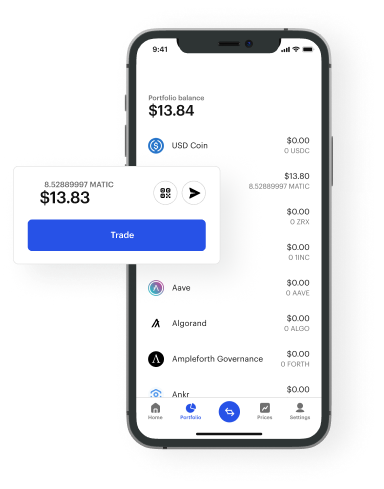 9:41
Portfolio balance
$13.84
USD Coin
$0.00
0 USDC
$13.80
8.52889997 MATIC
8.52889997 MATIC
$13.83
Trade
$0.00
0 ZRX
$0.00
0 1INC
Aave
$0.00
0 AAVE
Algorand
$0.00
0 ALGO
Ampleforth Governance
$0.00
0 FORTH
Ankr
$0.00
Home
Portfolio
Prices
Settings